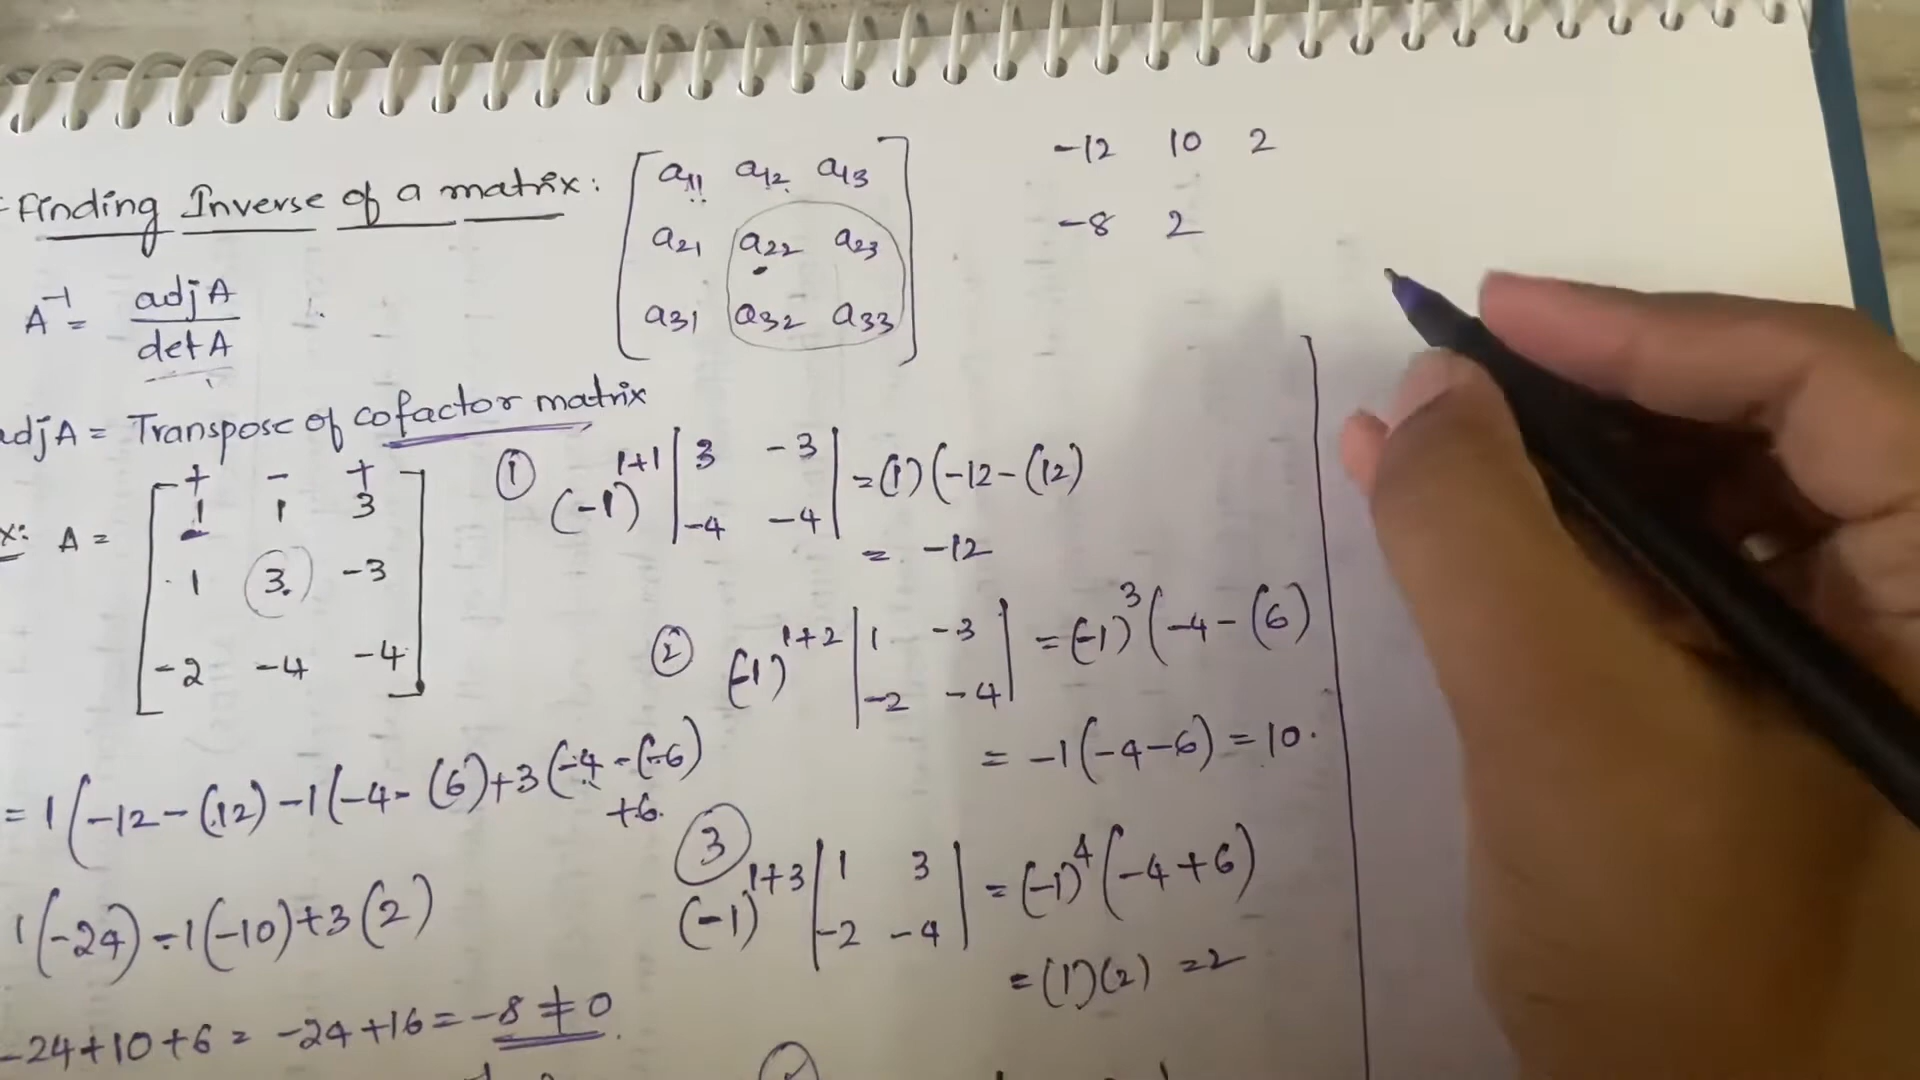 Finding Inverse of a matrix:
a11 a12 a13
a21 a22 a23
a31 a32 a33
-12 10 2
-8 2
A^-1 = adj A / det A
adj A = Transpose of cofactor matrix
+ - +
x: A =
1 1 3
1 3 -3
-2 -4 -4
= 1(-12-(12)-1(-4-(6)+3(-4-(-6)
+6.
1(-24)-1(-10)+3(2)
-24+10+6 = -24+16 = -8 ≠ 0.
① (-1)^1+1 | 3 -3 | = (1)(-12-(12)
| -4 -4 |
= -12
② (-1)^1+2 | 1 -3 | = (-1)^3 (-4-(6)
| -2 -4 |
= -1(-4-6) = 10.
③ (-1)^1+3 | 1 3 | = (-1)^4 (-4+6)
| -2 -4 |
= (1)(2) = 2